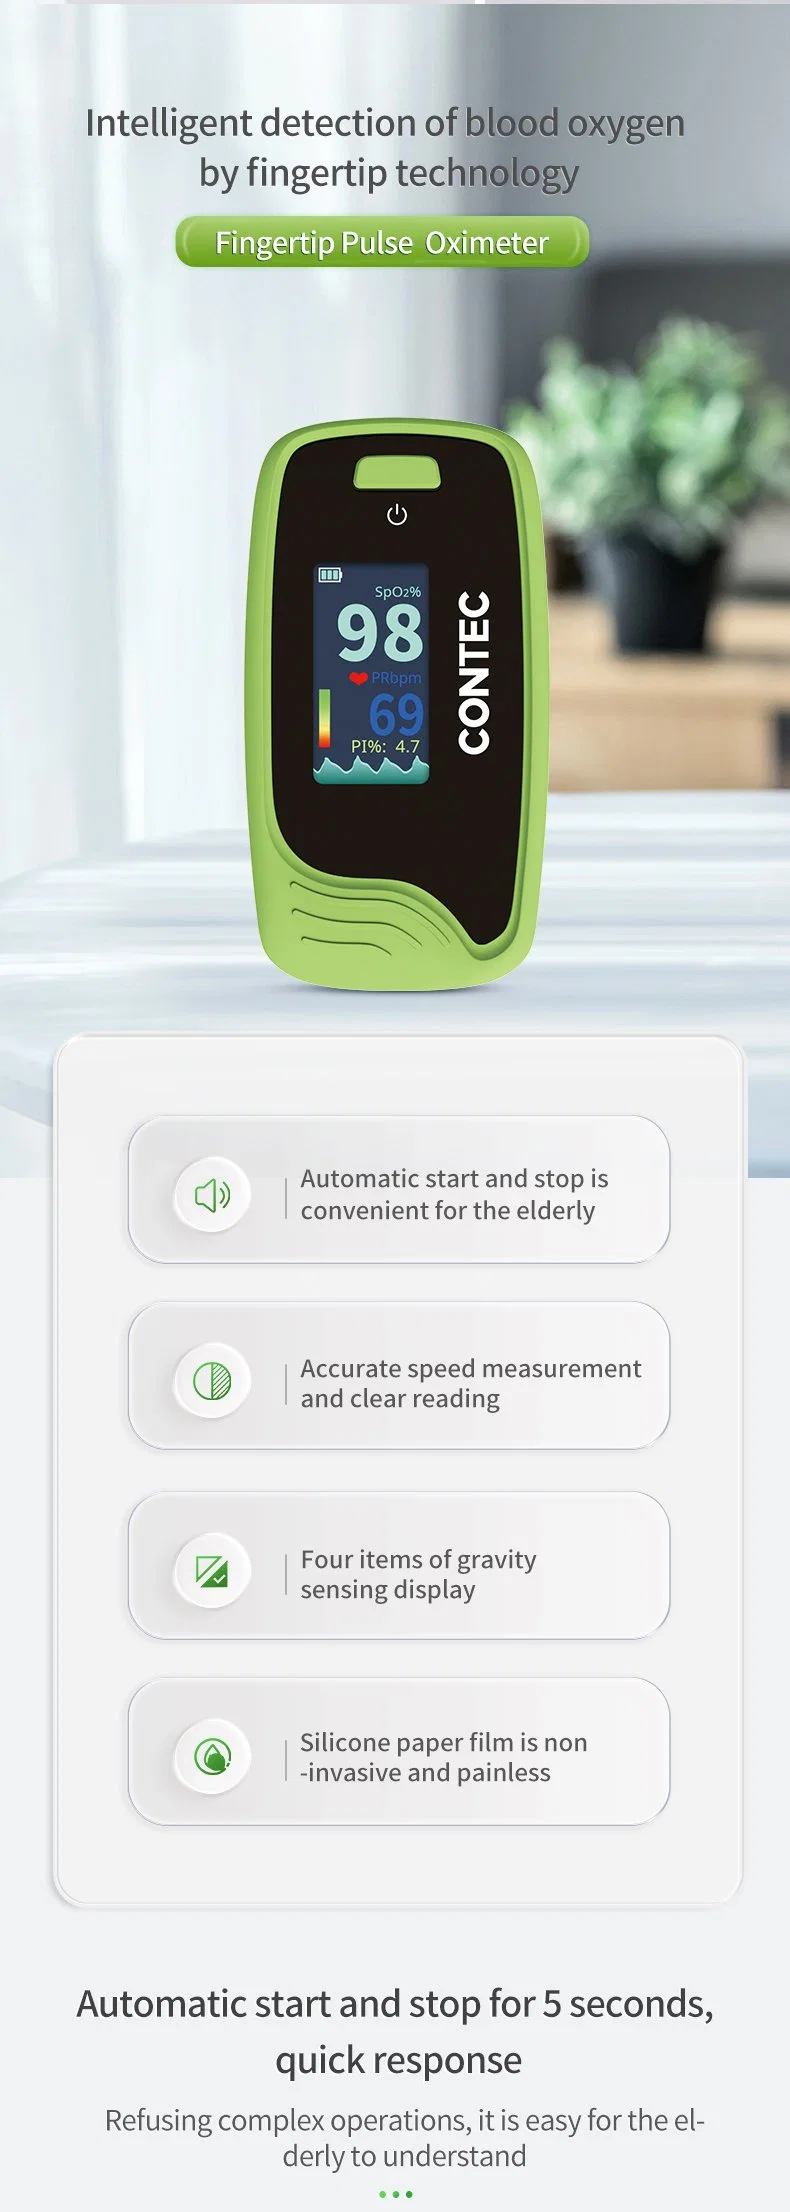 Intelligent detection of blood oxygen
by fingertip technology
Fingertip Pulse Oximeter
SpO2%
98
PRbpm
69
PI%: 4.7
CONTEC
Automatic start and stop is
convenient for the elderly
Accurate speed measurement
and clear reading
Four items of gravity
sensing display
Silicone paper film is non
-invasive and painless
Automatic start and stop for 5 seconds,
quick response
Refusing complex operations, it is easy for the el-
derly to understand